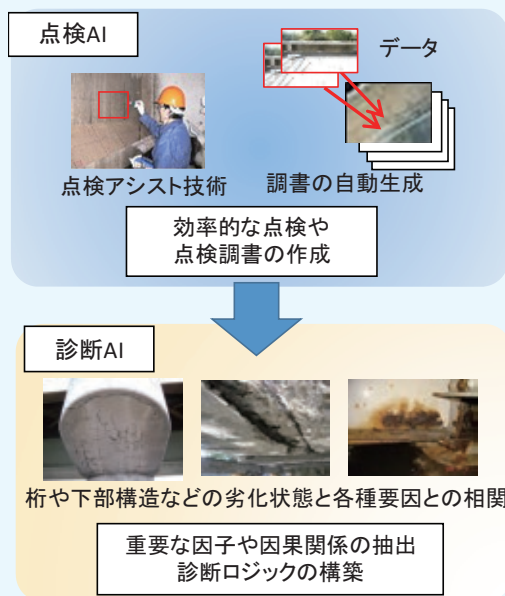 点検AI
データ
点検アシスト技術
調書の自動生成
効率的な点検や
点検調書の作成
診断AI
桁や下部構造などの劣化状態と各種要因との相関
重要な因子や因果関係の抽出
診断ロジックの構築